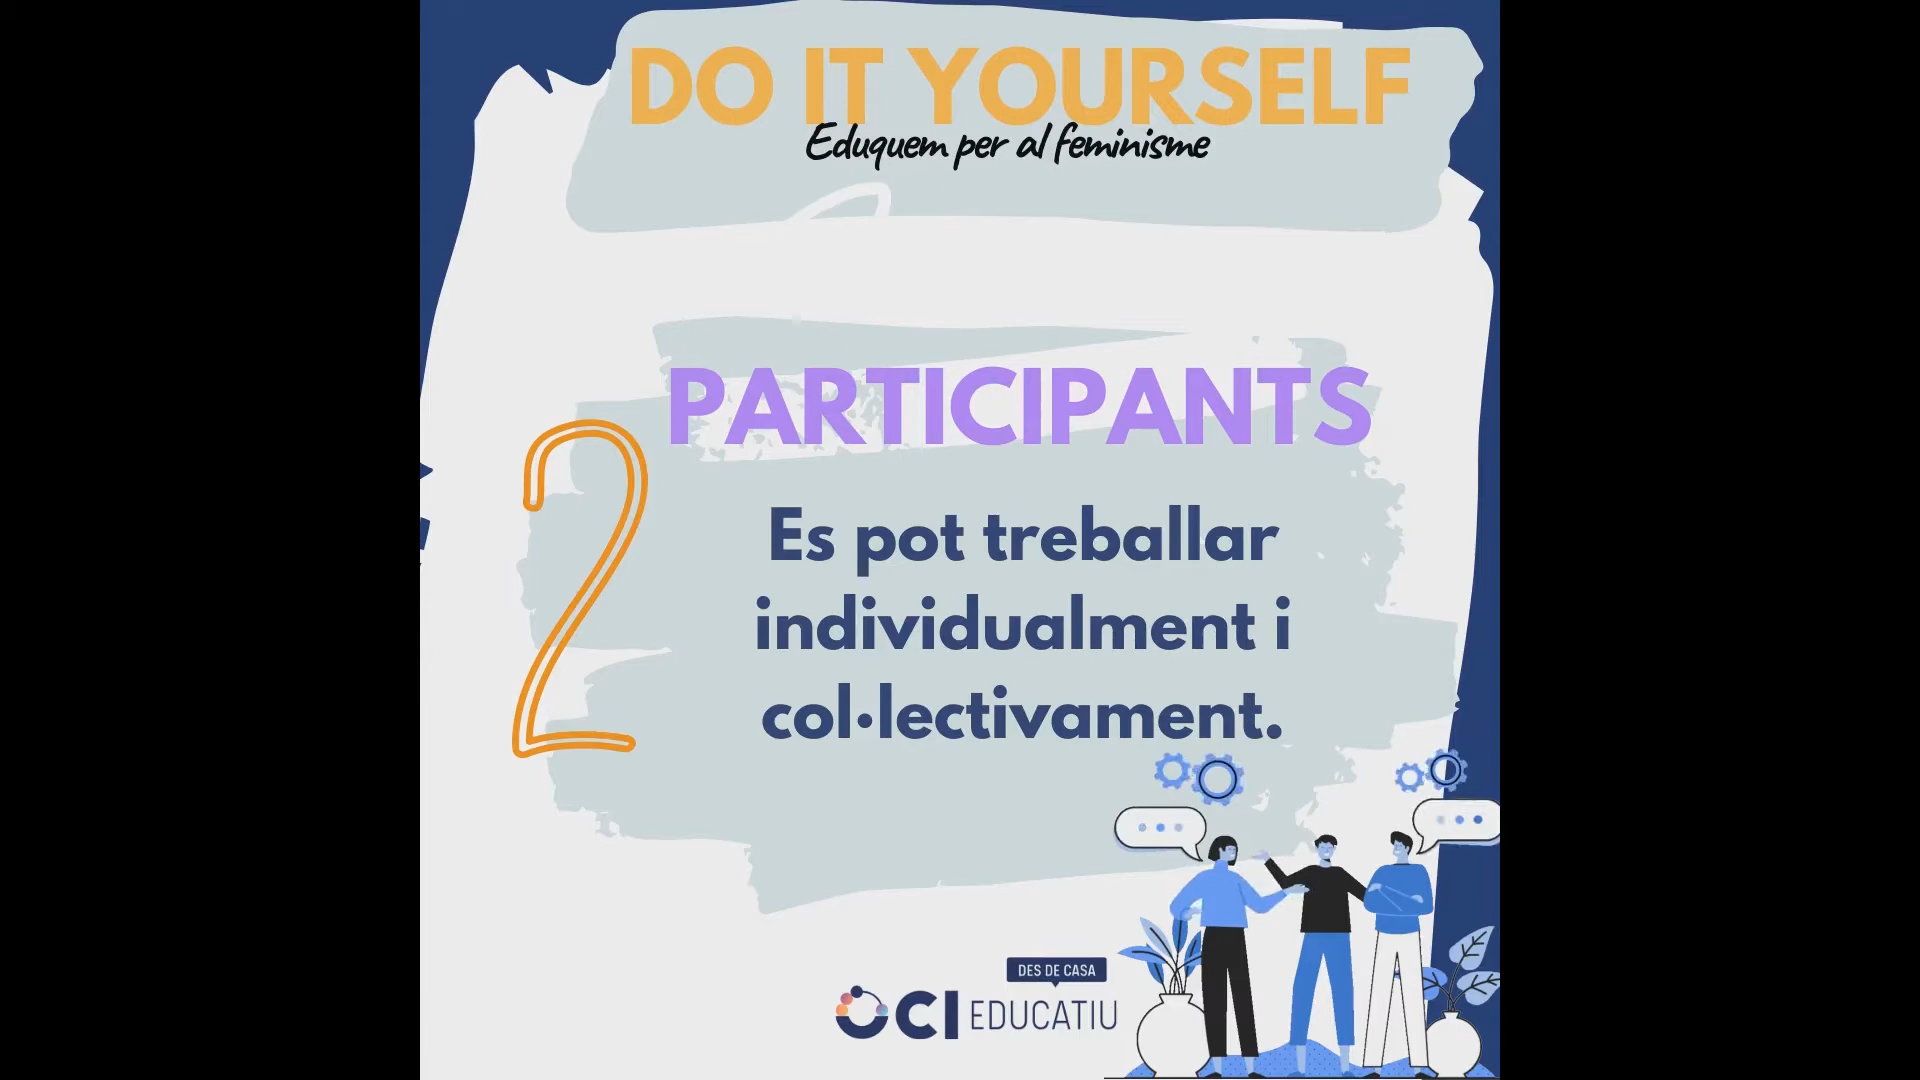 DO IT YOURSELF
Eduquem per al feminisme
PARTICIPANTS
2
Es pot treballar
individualment i
col·lectivament.
DES DE CASA
OCI EDUCATIU